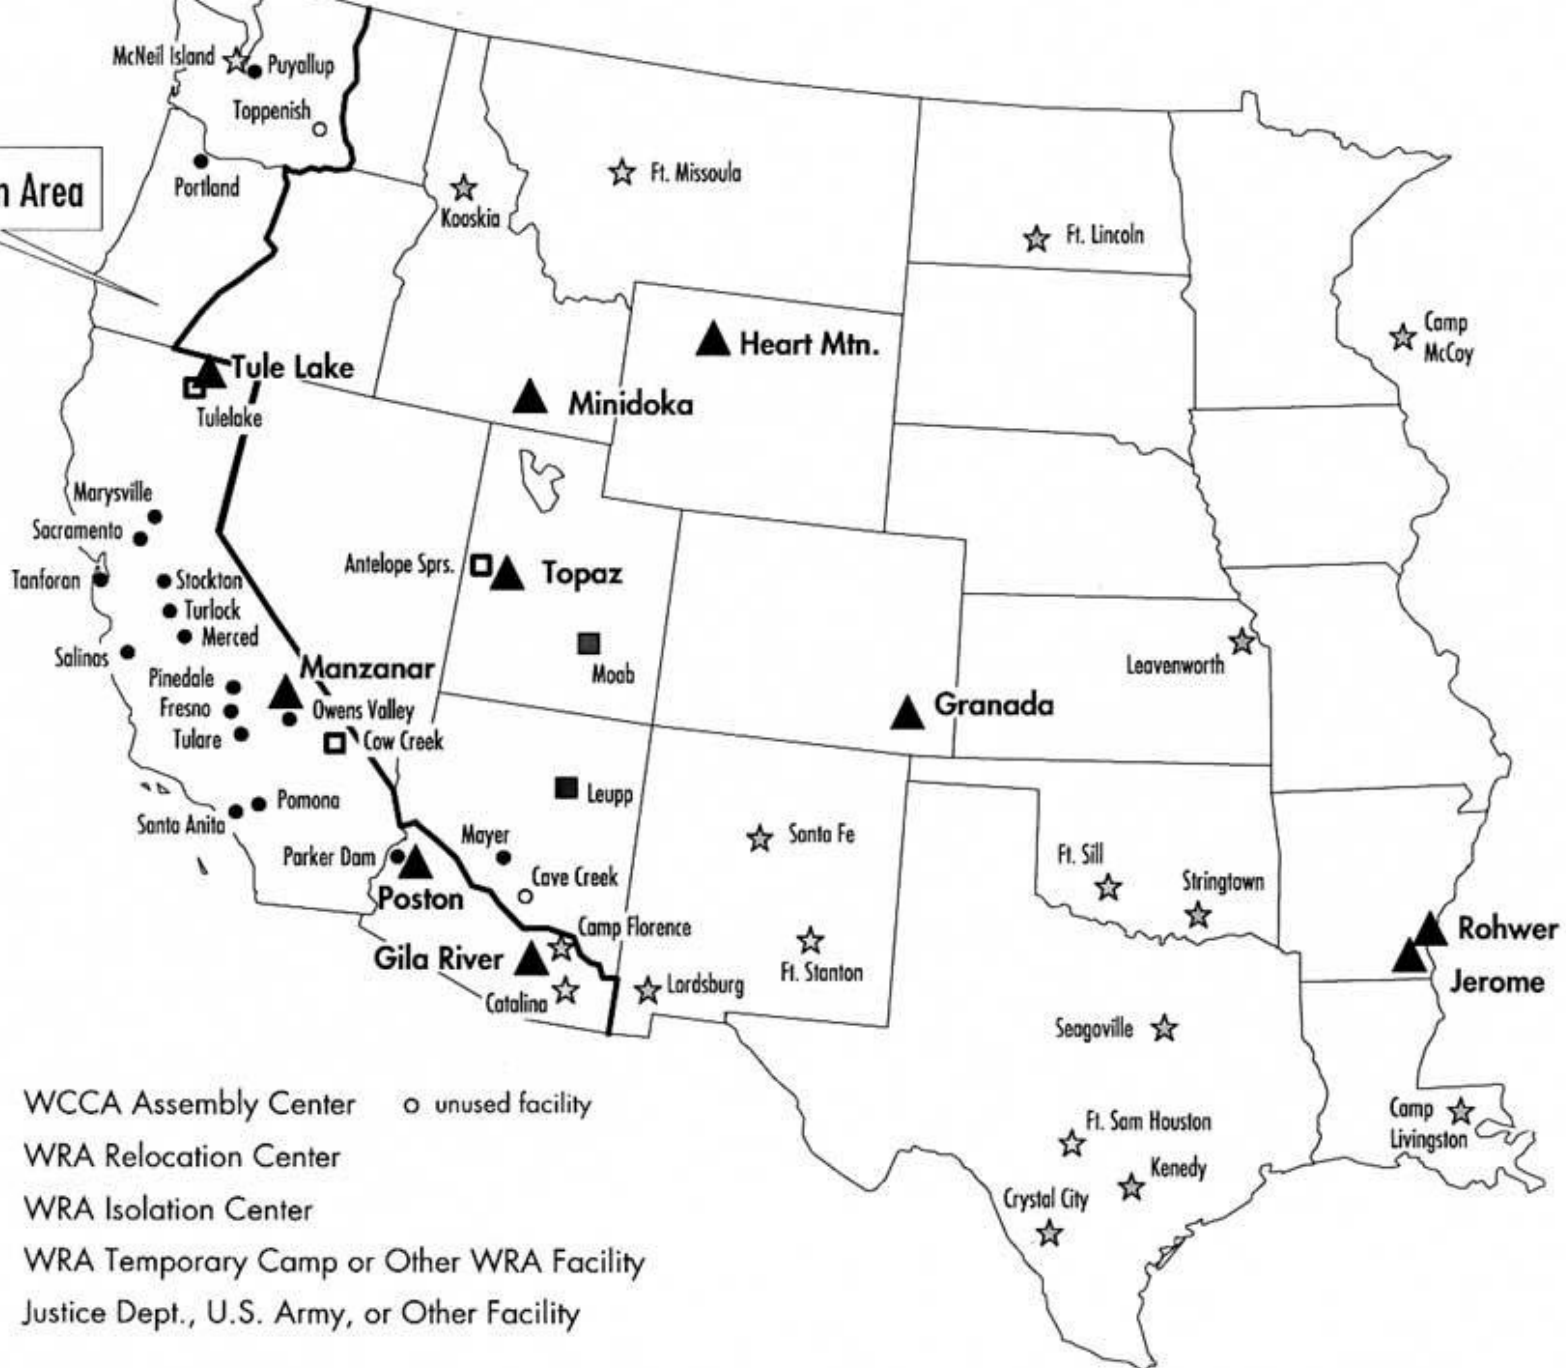 McNeil Island
Puyallup
Toppenish
Portland
n Area
Kooskia
Ft. Missoula
Ft. Lincoln
Camp
McCoy
Heart Mtn.
Tule Lake
Tulelake
Minidoka
Marysville
Sacramento
Tanforan
Stockton
Turlock
Merced
Salinas
Antelope Sprs.
Topaz
Moab
Leavenworth
Manzanar
Pinedale
Fresno
Owens Valley
Tulare
Cow Creek
Granada
Leupp
Pomona
Santa Anita
Mayer
Santa Fe
Parker Dam
Cave Creek
Poston
Ft. Sill
Stringtown
Camp Florence
Gila River
Rohwer
Jerome
Catalina
Lordsburg
Ft. Stanton
Seagoville
Camp
Livingston
Ft. Sam Houston
Kenedy
Crystal City
WCCA Assembly Center
unused facility
WRA Relocation Center
WRA Isolation Center
WRA Temporary Camp or Other WRA Facility
Justice Dept., U.S. Army, or Other Facility